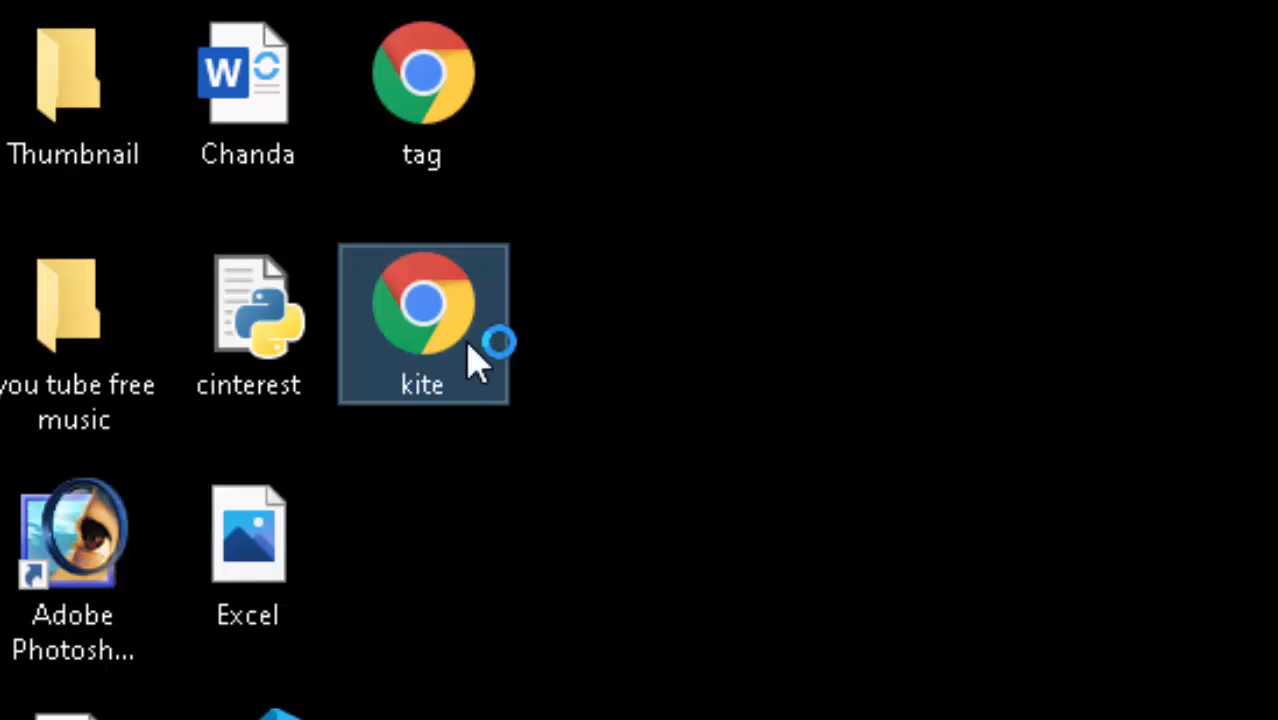 Thumbnail
Chanda
tag
you tube free
music
cinterest
kite
Adobe
Photosh...
Excel
W